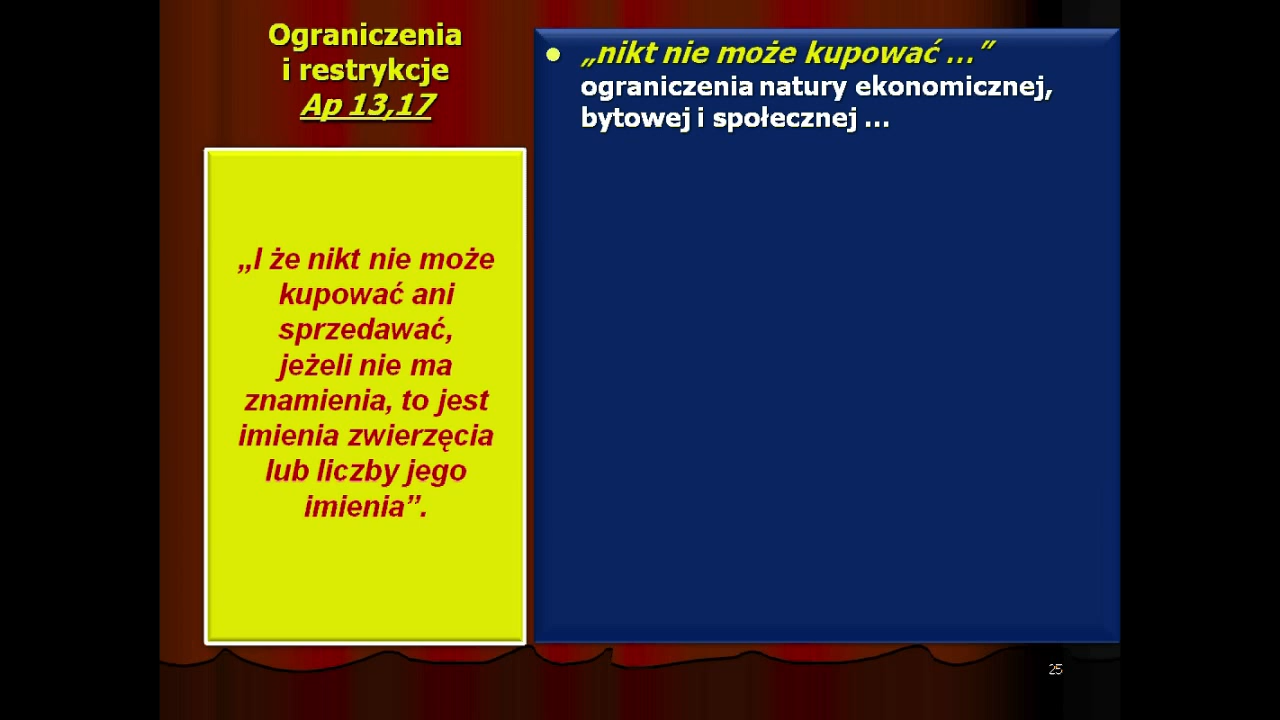 Ograniczenia
i restrykcje
Ap 13,17
„I że nikt nie może
kupować ani
sprzedawać,
jeżeli nie ma
znamienia, to jest
imienia zwierzęcia
lub liczby jego
imienia”.
● „nikt nie może kupować …”
ograniczenia natury ekonomicznej,
bytowej i społecznej …
25